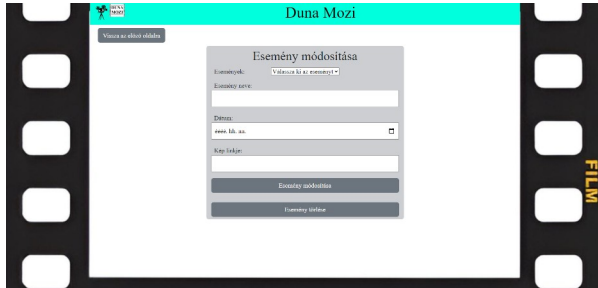 DUNA
MOZI
Duna Mozi
Vissza az előző oldalra
Esemény módosítása
Események:
Válassza ki az eseményt
Esemény neve:
Dátum:
éééé. hh. nn.
Kép linkje:
Esemény módosítása
Esemény törlése
FILM